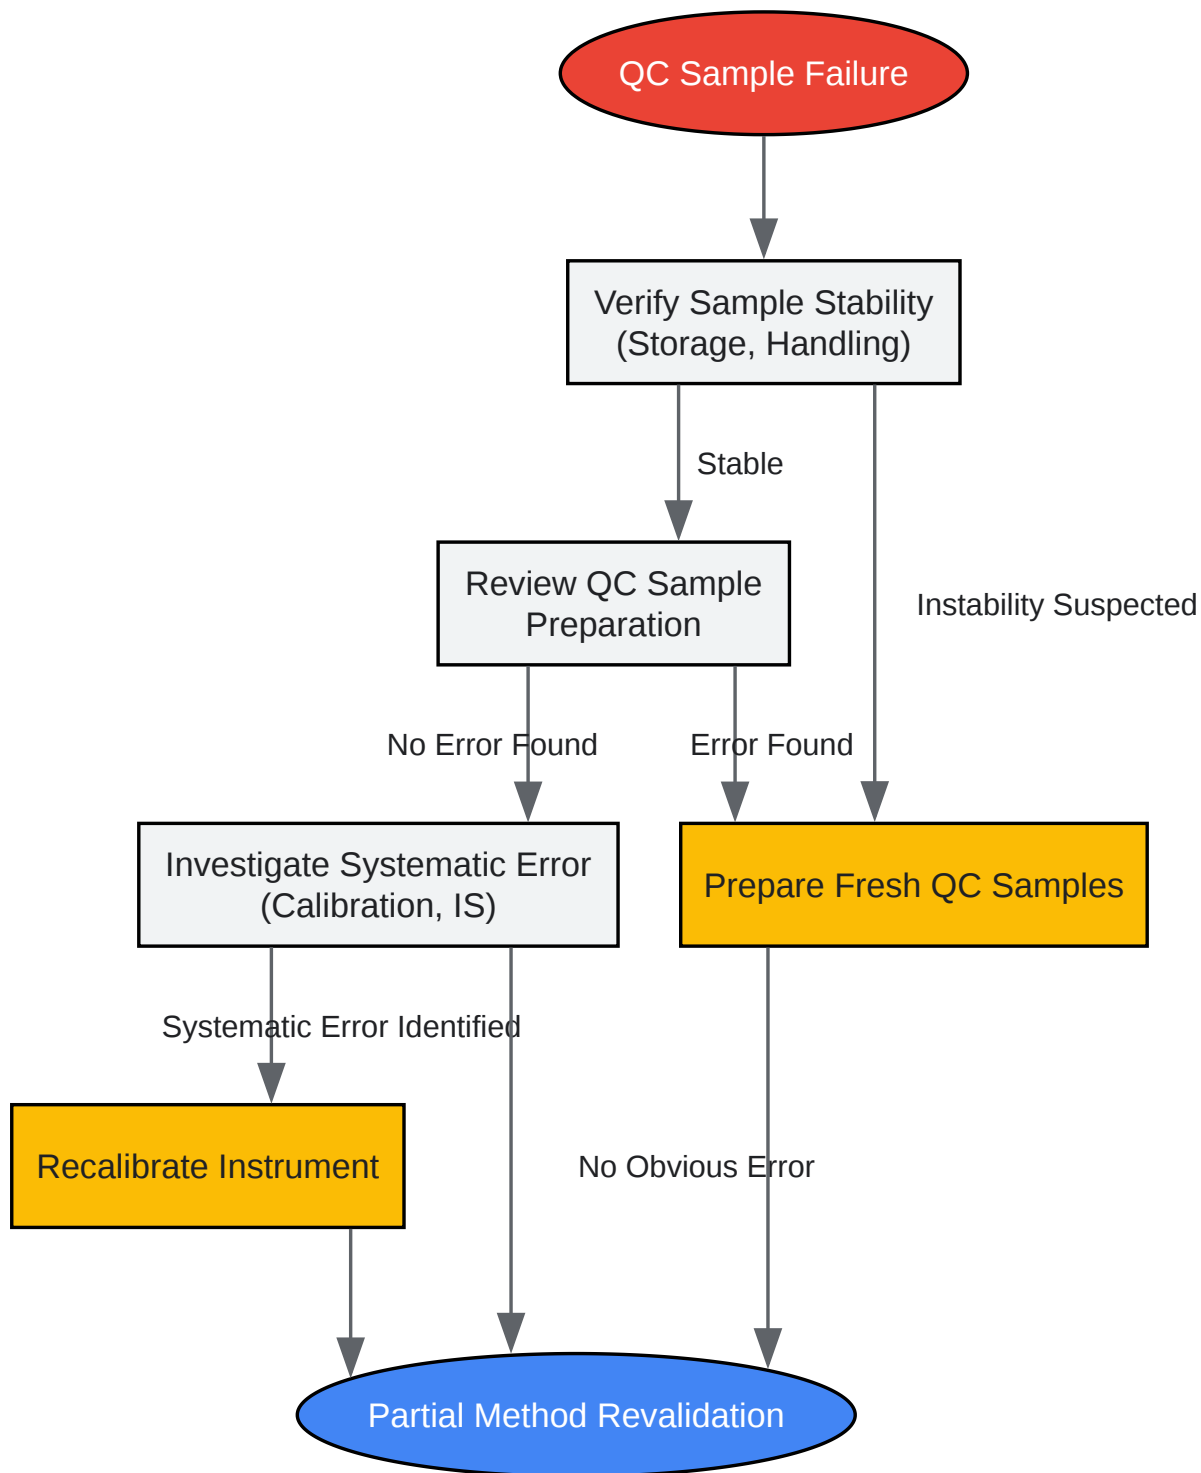 QC Sample Failure
Verify Sample Stability
(Storage, Handling)
Stable
Review QC Sample
Preparation
Instability Suspected
No Error Found
Error Found
Investigate Systematic Error
(Calibration, IS)
Prepare Fresh QC Samples
Systematic Error Identified
Recalibrate Instrument
No Obvious Error
Partial Method Revalidation